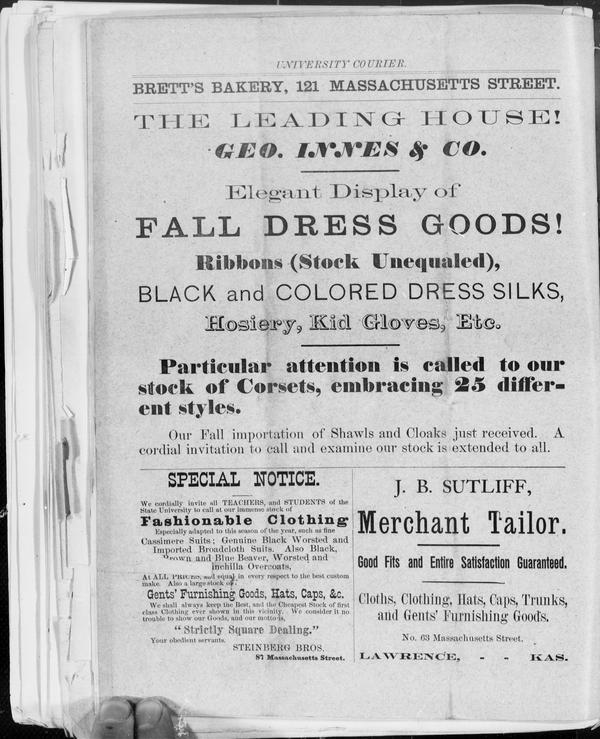 UNIVERSITY COURIER.
BRETT'S BAKERY, 121 MASSACHUSETTS STREET.
THE LEADING HOUSE!
GEO. INNES & CO.
Elegant Display of
FALL DRESS GOODS!
Ribbons (Stock Unequaled),
BLACK and COLORED DRESS SILKS,
Hosiery, Kid Gloves, Etc.
Particular attention is called to our
stock of Corsets, embracing 25 differ-
ent styles.
Our Fall importation of Shawls and Cloaks just received. A
cordial invitation to call and examine our stock is extended to all.
SPECIAL NOTICE.
We cordially invite all TEACHERS, and STUDENTS of the
State University to call at our immense stock of
Fashionable Clothing
Especially adapted to this season of the year, such as fine
Cassimere Suits; Genuine Black Worsted and
Imported Broadcloth Suits. Also Black,
Brown and Blue Beaver, Worsted and
inchilla Overcoats,
At ALL PRICES, and equal in every respect to the best custom
make. Also a large stock of
Gents' Furnishing Goods, Hats, Caps, &c.
We shall always keep the Best, and the Cheapest Stock of first
class Clothing ever shown in this vicinity. We consider it no
trouble to show our Goods, and our motto is,
"Strictly Square Dealing."
Your obedient servants.
STEINBERG BROS.
87 Massachusetts Street.
J. B. SUTLIFF,
Merchant Tailor.
Good Fits and Entire Satisfaction Guaranteed.
Cloths, Clothing, Hats, Caps, Trunks,
and Gents' Furnishing Goods.
No. 63 Massachusetts Street.
LAWRENCE, - - KAS.